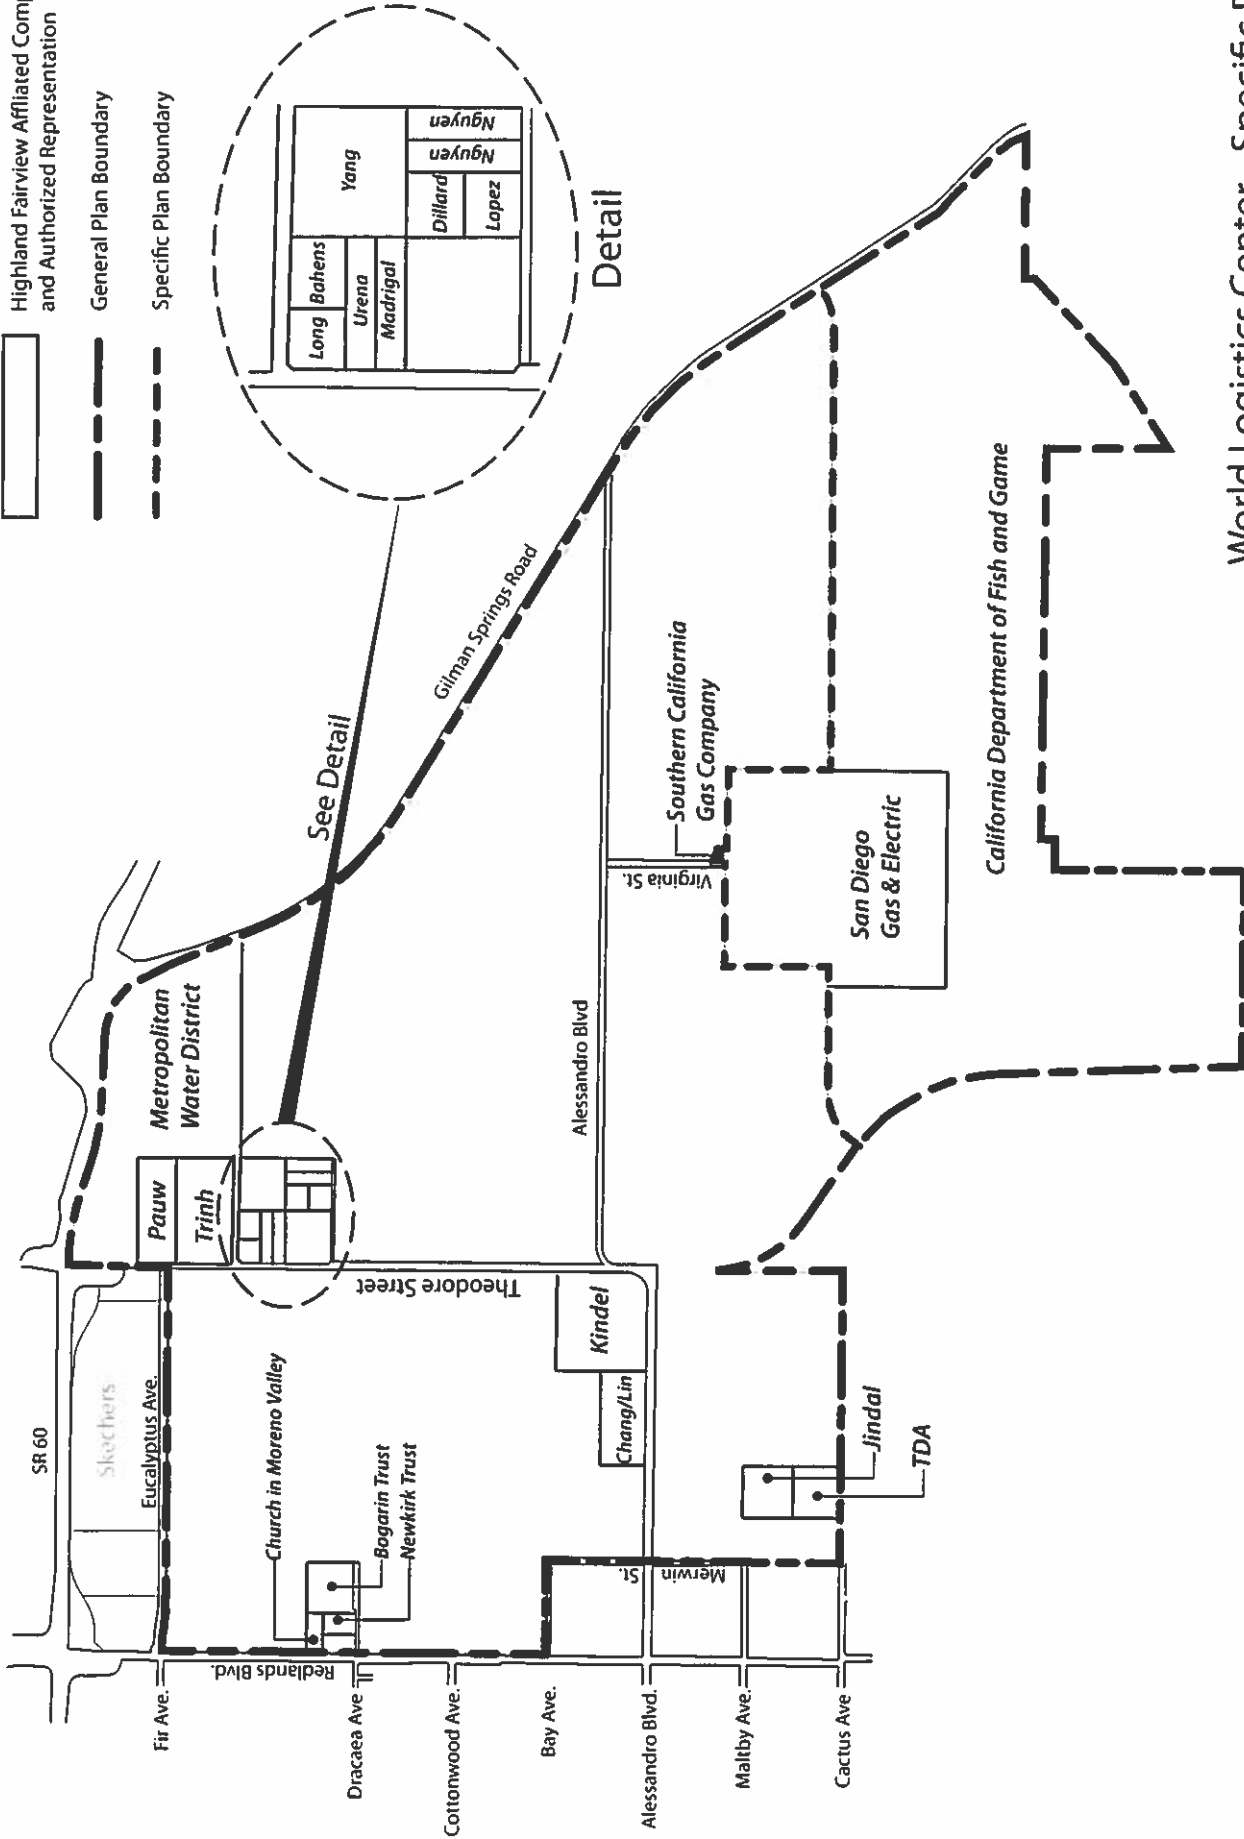 Highland Fairview Affliated Comp
and Authorized Representation
General Plan Boundary
Specific Plan Boundary
Long
Bahens
Urena
Madrigal
Yang
Dillard
Lopez
Nguyen
Nguyen
Detail
See Detail
Gilman Springs Road
SR 60
Skechers
Eucalyptus Ave.
Pauw
Trinh
Metropolitan
Water District
Theodore Street
Church in Moreno Valley
Bogarin Trust
Newkirk Trust
Redlands Blvd.
Kindel
Chang/Lin
Alessandro Blvd
Virginia St.
Southern California
Gas Company
San Diego
Gas & Electric
California Department of Fish and Game
Merwin St.
Jindal
TDA
Fir Ave.
Dracaea Ave
Cottonwood Ave.
Bay Ave.
Alessandro Blvd.
Maltby Ave.
Cactus Ave
World Logistics Center Specific